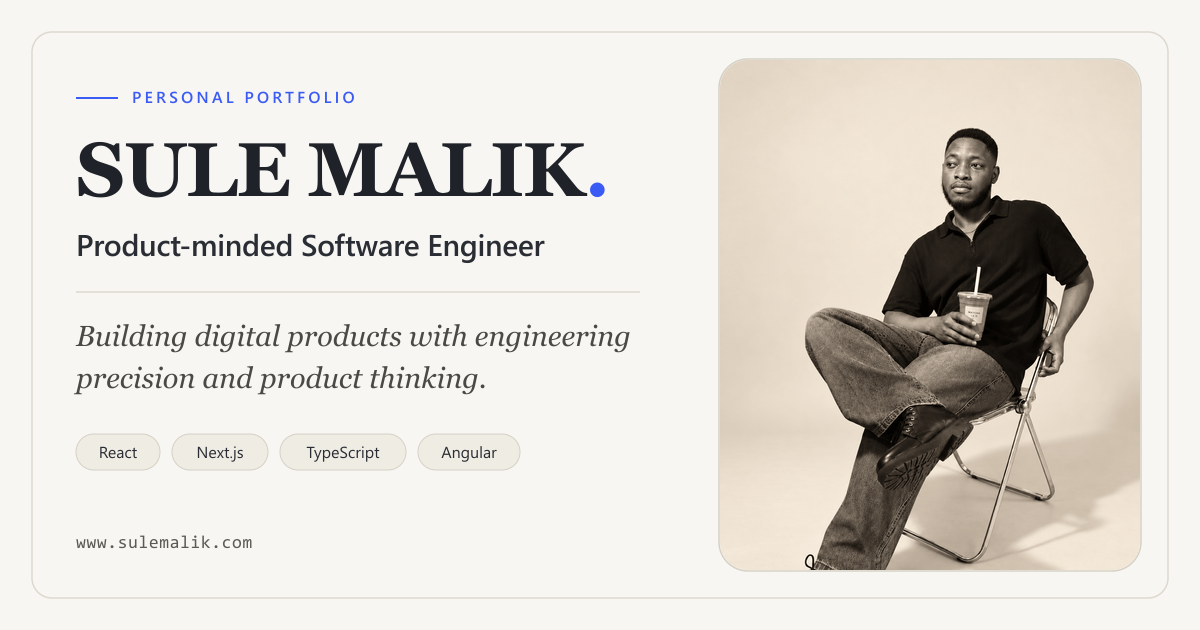 PERSONAL PORTFOLIO
SULE MALIK.
Product-minded Software Engineer
Building digital products with engineering
precision and product thinking.
React Next.js TypeScript Angular
www.sulemalik.com